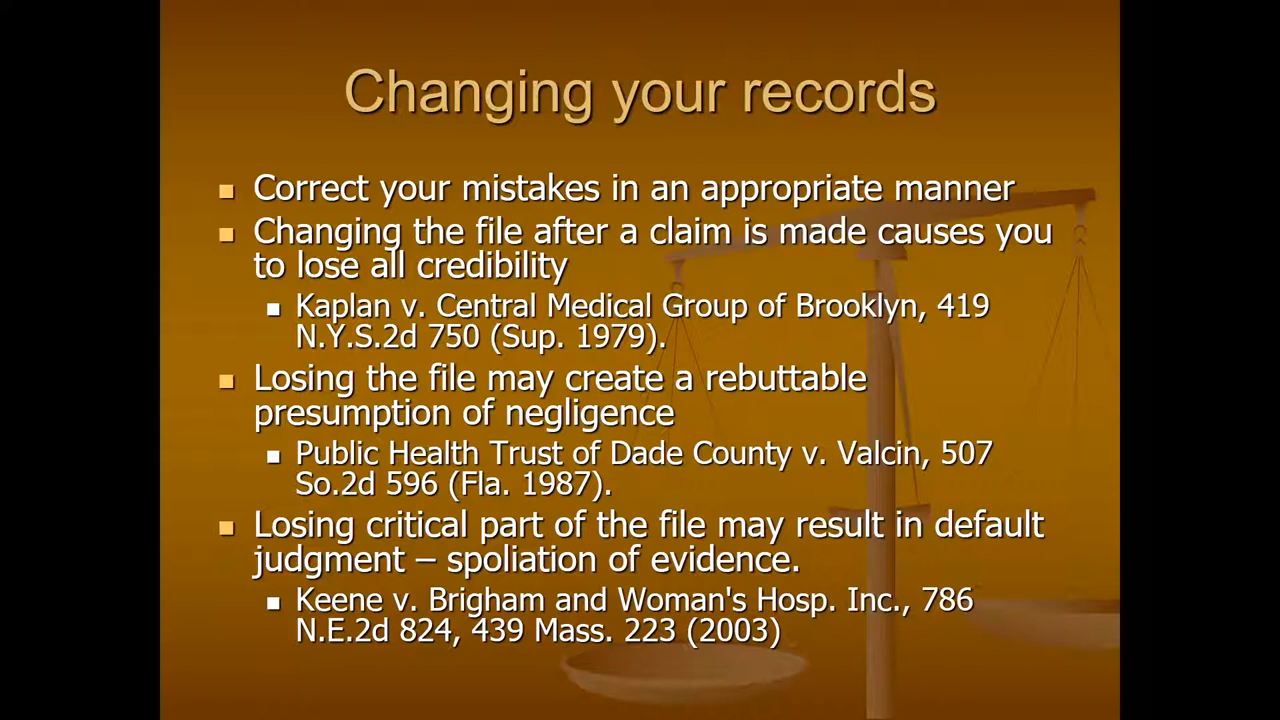 Changing your records
Correct your mistakes in an appropriate manner
Changing the file after a claim is made causes you
to lose all credibility
Kaplan v. Central Medical Group of Brooklyn, 419
N.Y.S.2d 750 (Sup. 1979).
Losing the file may create a rebuttable
presumption of negligence
Public Health Trust of Dade County v. Valcin, 507
So.2d 596 (Fla. 1987).
Losing critical part of the file may result in default
judgment – spoliation of evidence.
Keene v. Brigham and Woman's Hosp. Inc., 786
N.E.2d 824, 439 Mass. 223 (2003)